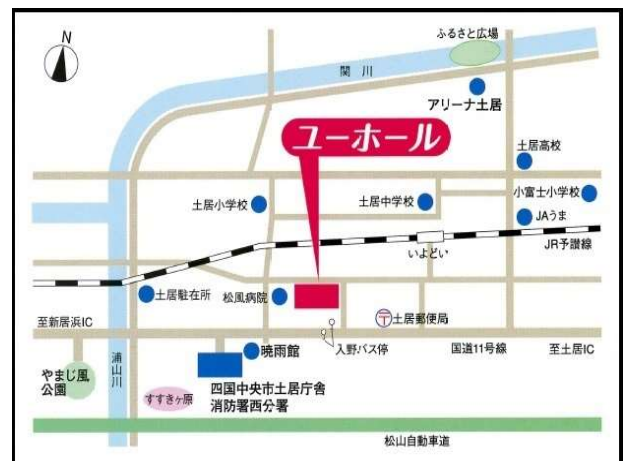 N
ふるさと広場
関 川
アリーナ土居
ユーホール
土居高校
土居小学校
土居中学校
小富士小学校
JAうま
JR予讃線
いよどい
土居駐在所
松風病院
〒土居郵便局
至新居浜IC
暁雨館
入野バス停
国道11号線
至土居IC
やまじ風
公園
浦山川
すすきヶ原
四国中央市土居庁舎
消防署西分署
松山自動車道